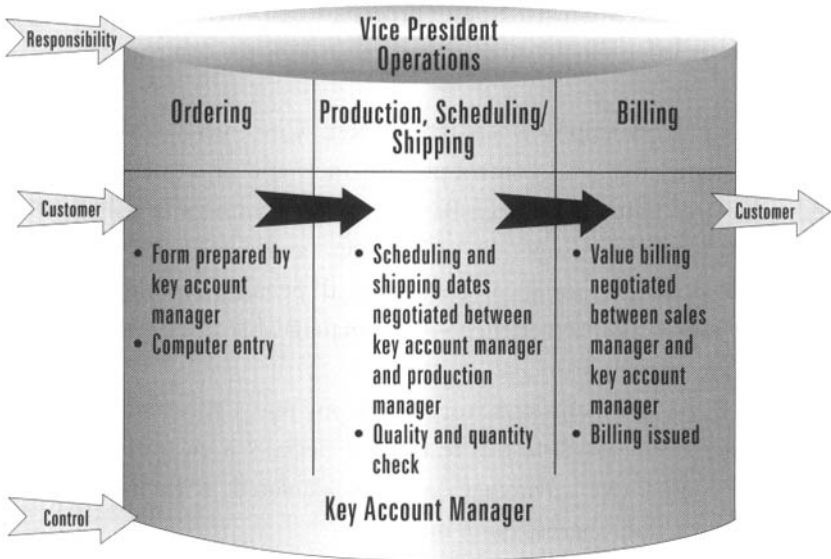 Responsibility
Vice President
Operations
Ordering
Production, Scheduling/
Shipping
Billing
Customer
Customer
• Form prepared by
key account
manager
• Computer entry
• Scheduling and
shipping dates
negotiated between
key account manager
and production
manager
• Quality and quantity
check
• Value billing
negotiated
between sales
manager and
key account
manager
• Billing issued
Control
Key Account Manager